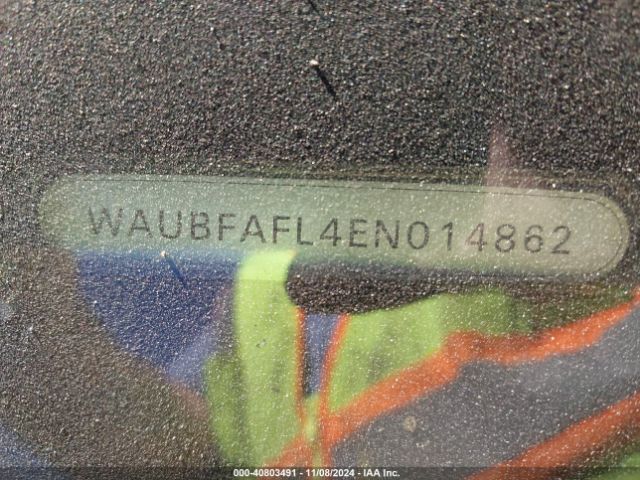 WAUBFAFL4EN014862
000-40803491 - 11/08/2024 - IAA Inc.